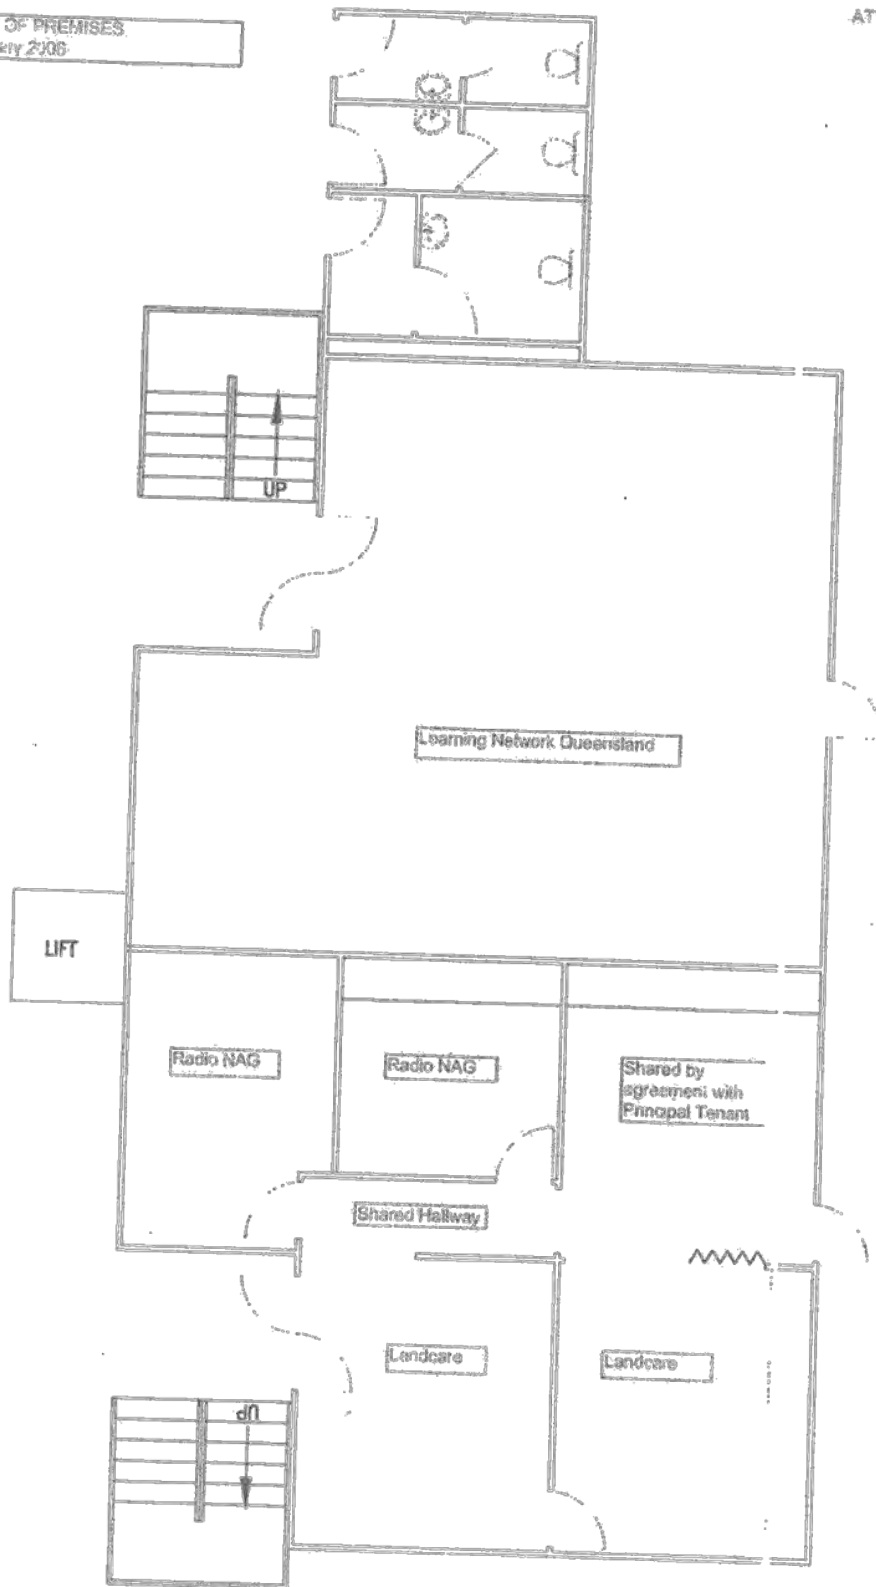 OF PREMISES
2006
AT
UP
Learning Network Queensland
LIFT
Radio NAG
Radio NAG
Shared by
agreement with
Principal Tenant
Shared Hallway
Landcare
Landcare
UP